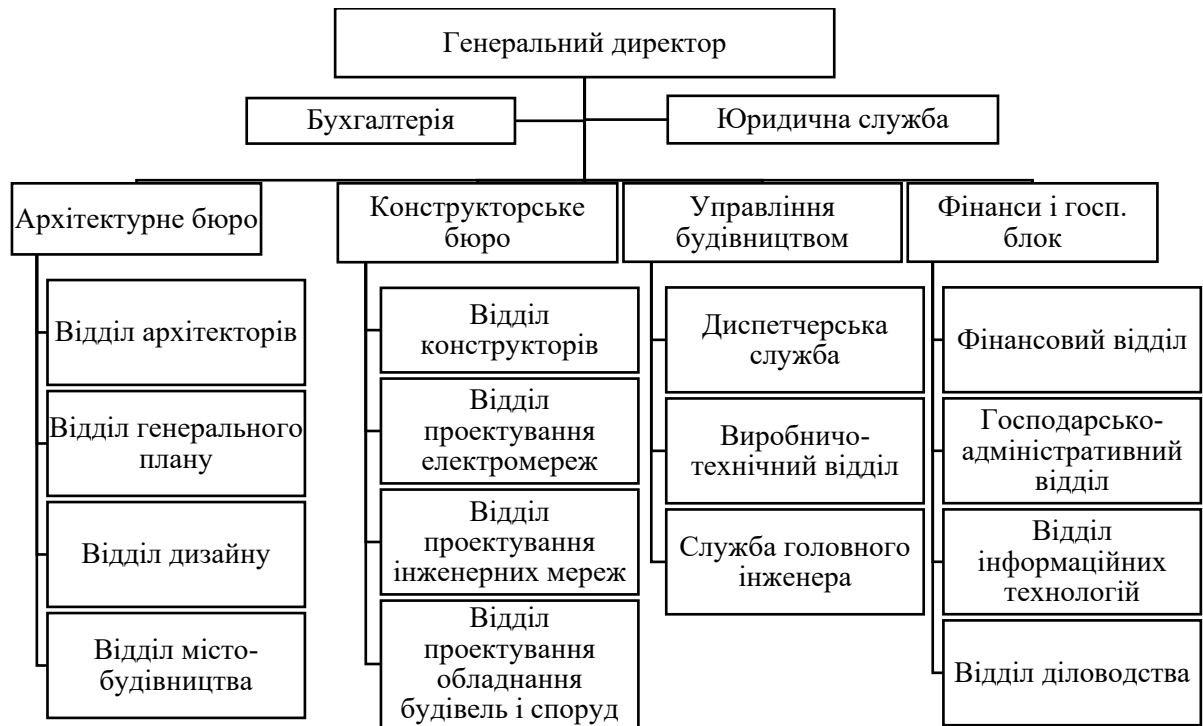 Генеральний директор
Бухгалтерія
Юридична служба
Архітектурне бюро
Конструкторське
бюро
Управління
будівництвом
Фінанси і госп.
блок
Відділ архітекторів
Відділ генерального
плану
Відділ дизайну
Відділ місто-
будівництва
Відділ
конструкторів
Відділ
проектування
електромереж
Відділ
проектування
інженерних мереж
Відділ
проектування
обладнання
будівель і споруд
Диспетчерська
служба
Виробничо-
технічний відділ
Служба головного
інженера
Фінансовий відділ
Господарсько-
адміністративний
відділ
Відділ
інформаційних
технологій
Відділ діловодства